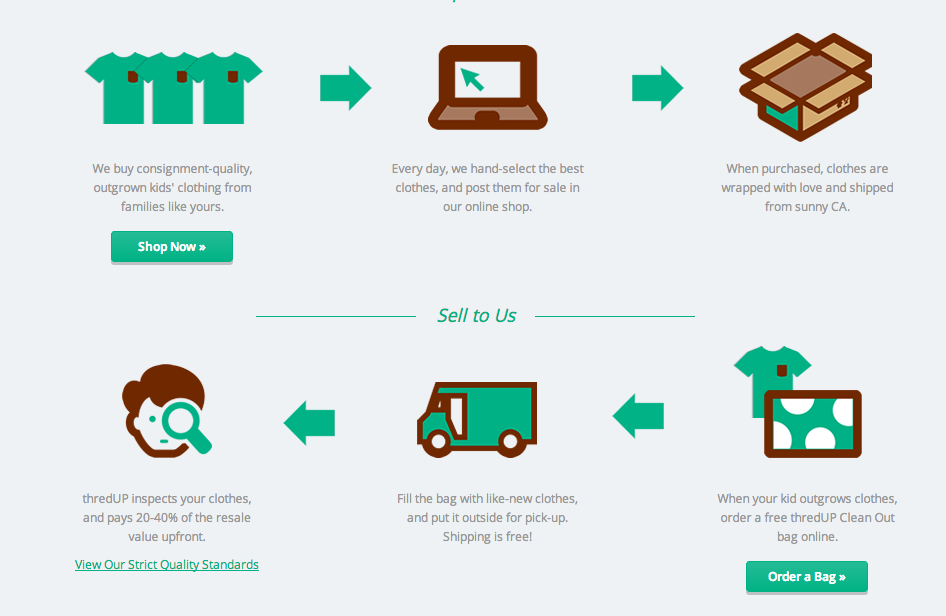 We buy consignment-quality,
outgrown kids' clothing from
families like yours.
Shop Now »
Every day, we hand-select the best
clothes, and post them for sale in
our online shop.
When purchased, clothes are
wrapped with love and shipped
from sunny CA.
Sell to Us
thredUP inspects your clothes,
and pays 20-40% of the resale
value upfront.
View Our Strict Quality Standards
Fill the bag with like-new clothes,
and put it outside for pick-up.
Shipping is free!
When your kid outgrows clothes,
order a free thredUP Clean Out
bag online.
Order a Bag »